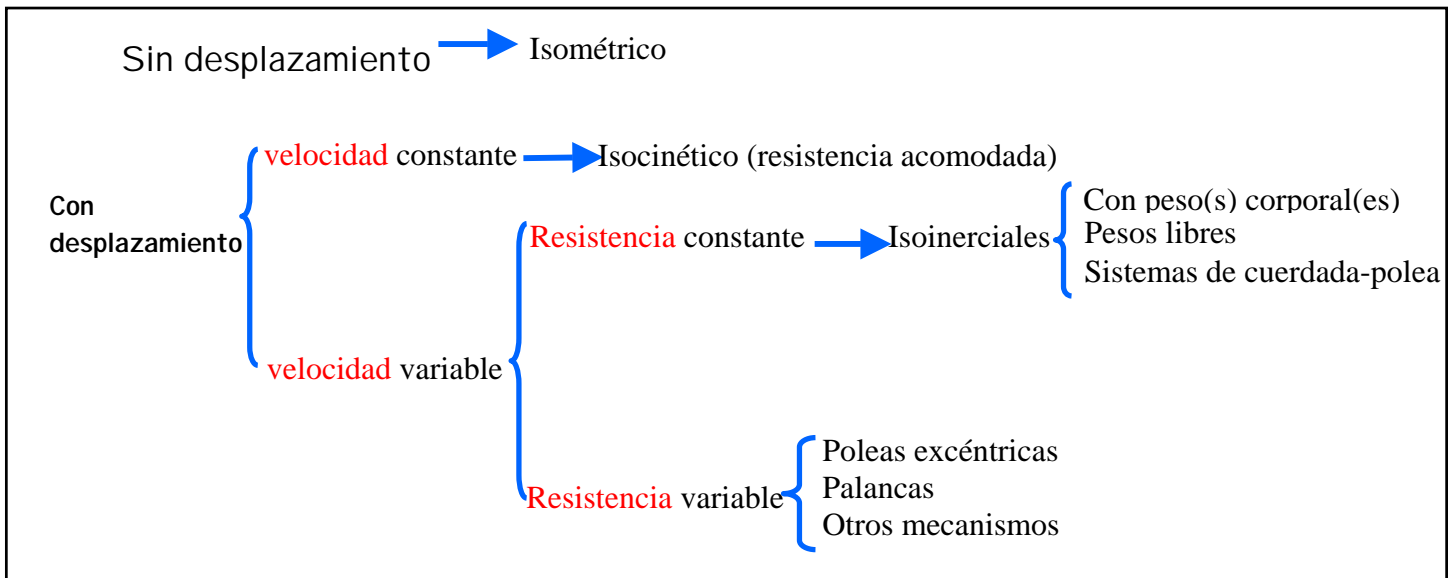 Sin desplazamiento
Isométrico
velocidad constante
Isocinético (resistencia acomodada)
Con
desplazamiento
Resistencia constante
Isoinerciales
Con peso(s) corporal(es)
Pesos libres
Sistemas de cuerdada-polea
velocidad variable
Resistencia variable
Poleas excéntricas
Palancas
Otros mecanismos